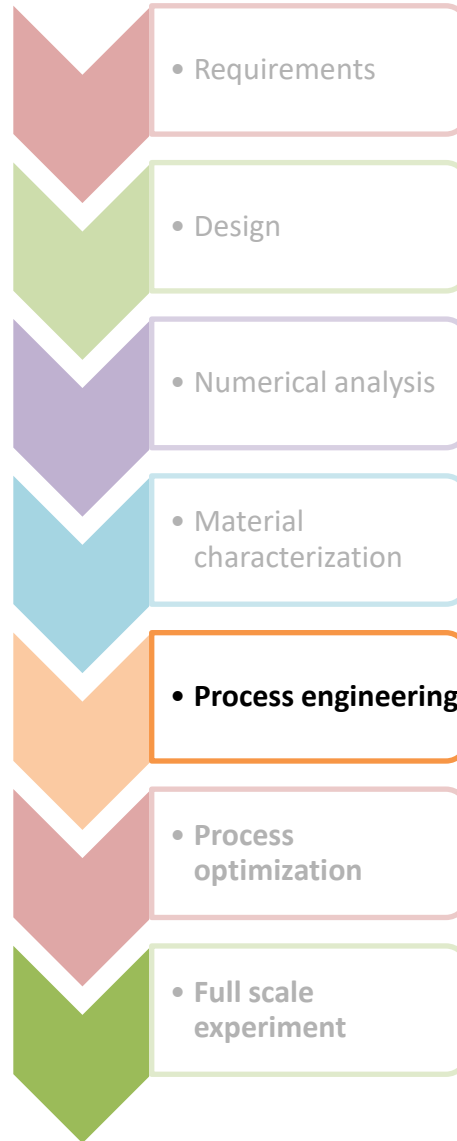 • Requirements
• Design
• Numerical analysis
• Material
characterization
• Process engineering
• Process
optimization
• Full scale
experiment